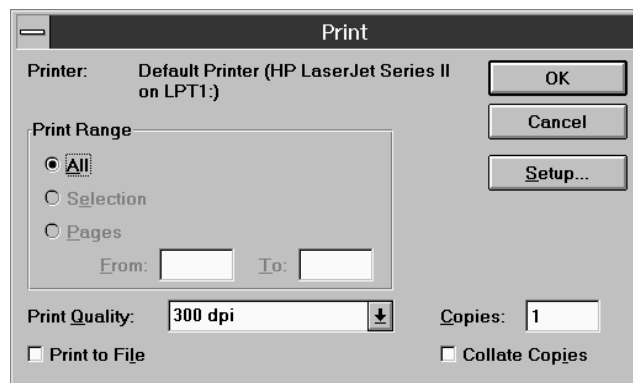 Print
Printer: Default Printer (HP LaserJet Series II
on LPT1:)
OK
Cancel
Setup...
Print Range
All
Selection
Pages
From: To:
Print Quality: 300 dpi
Copies: 1
Print to File
Collate Copies